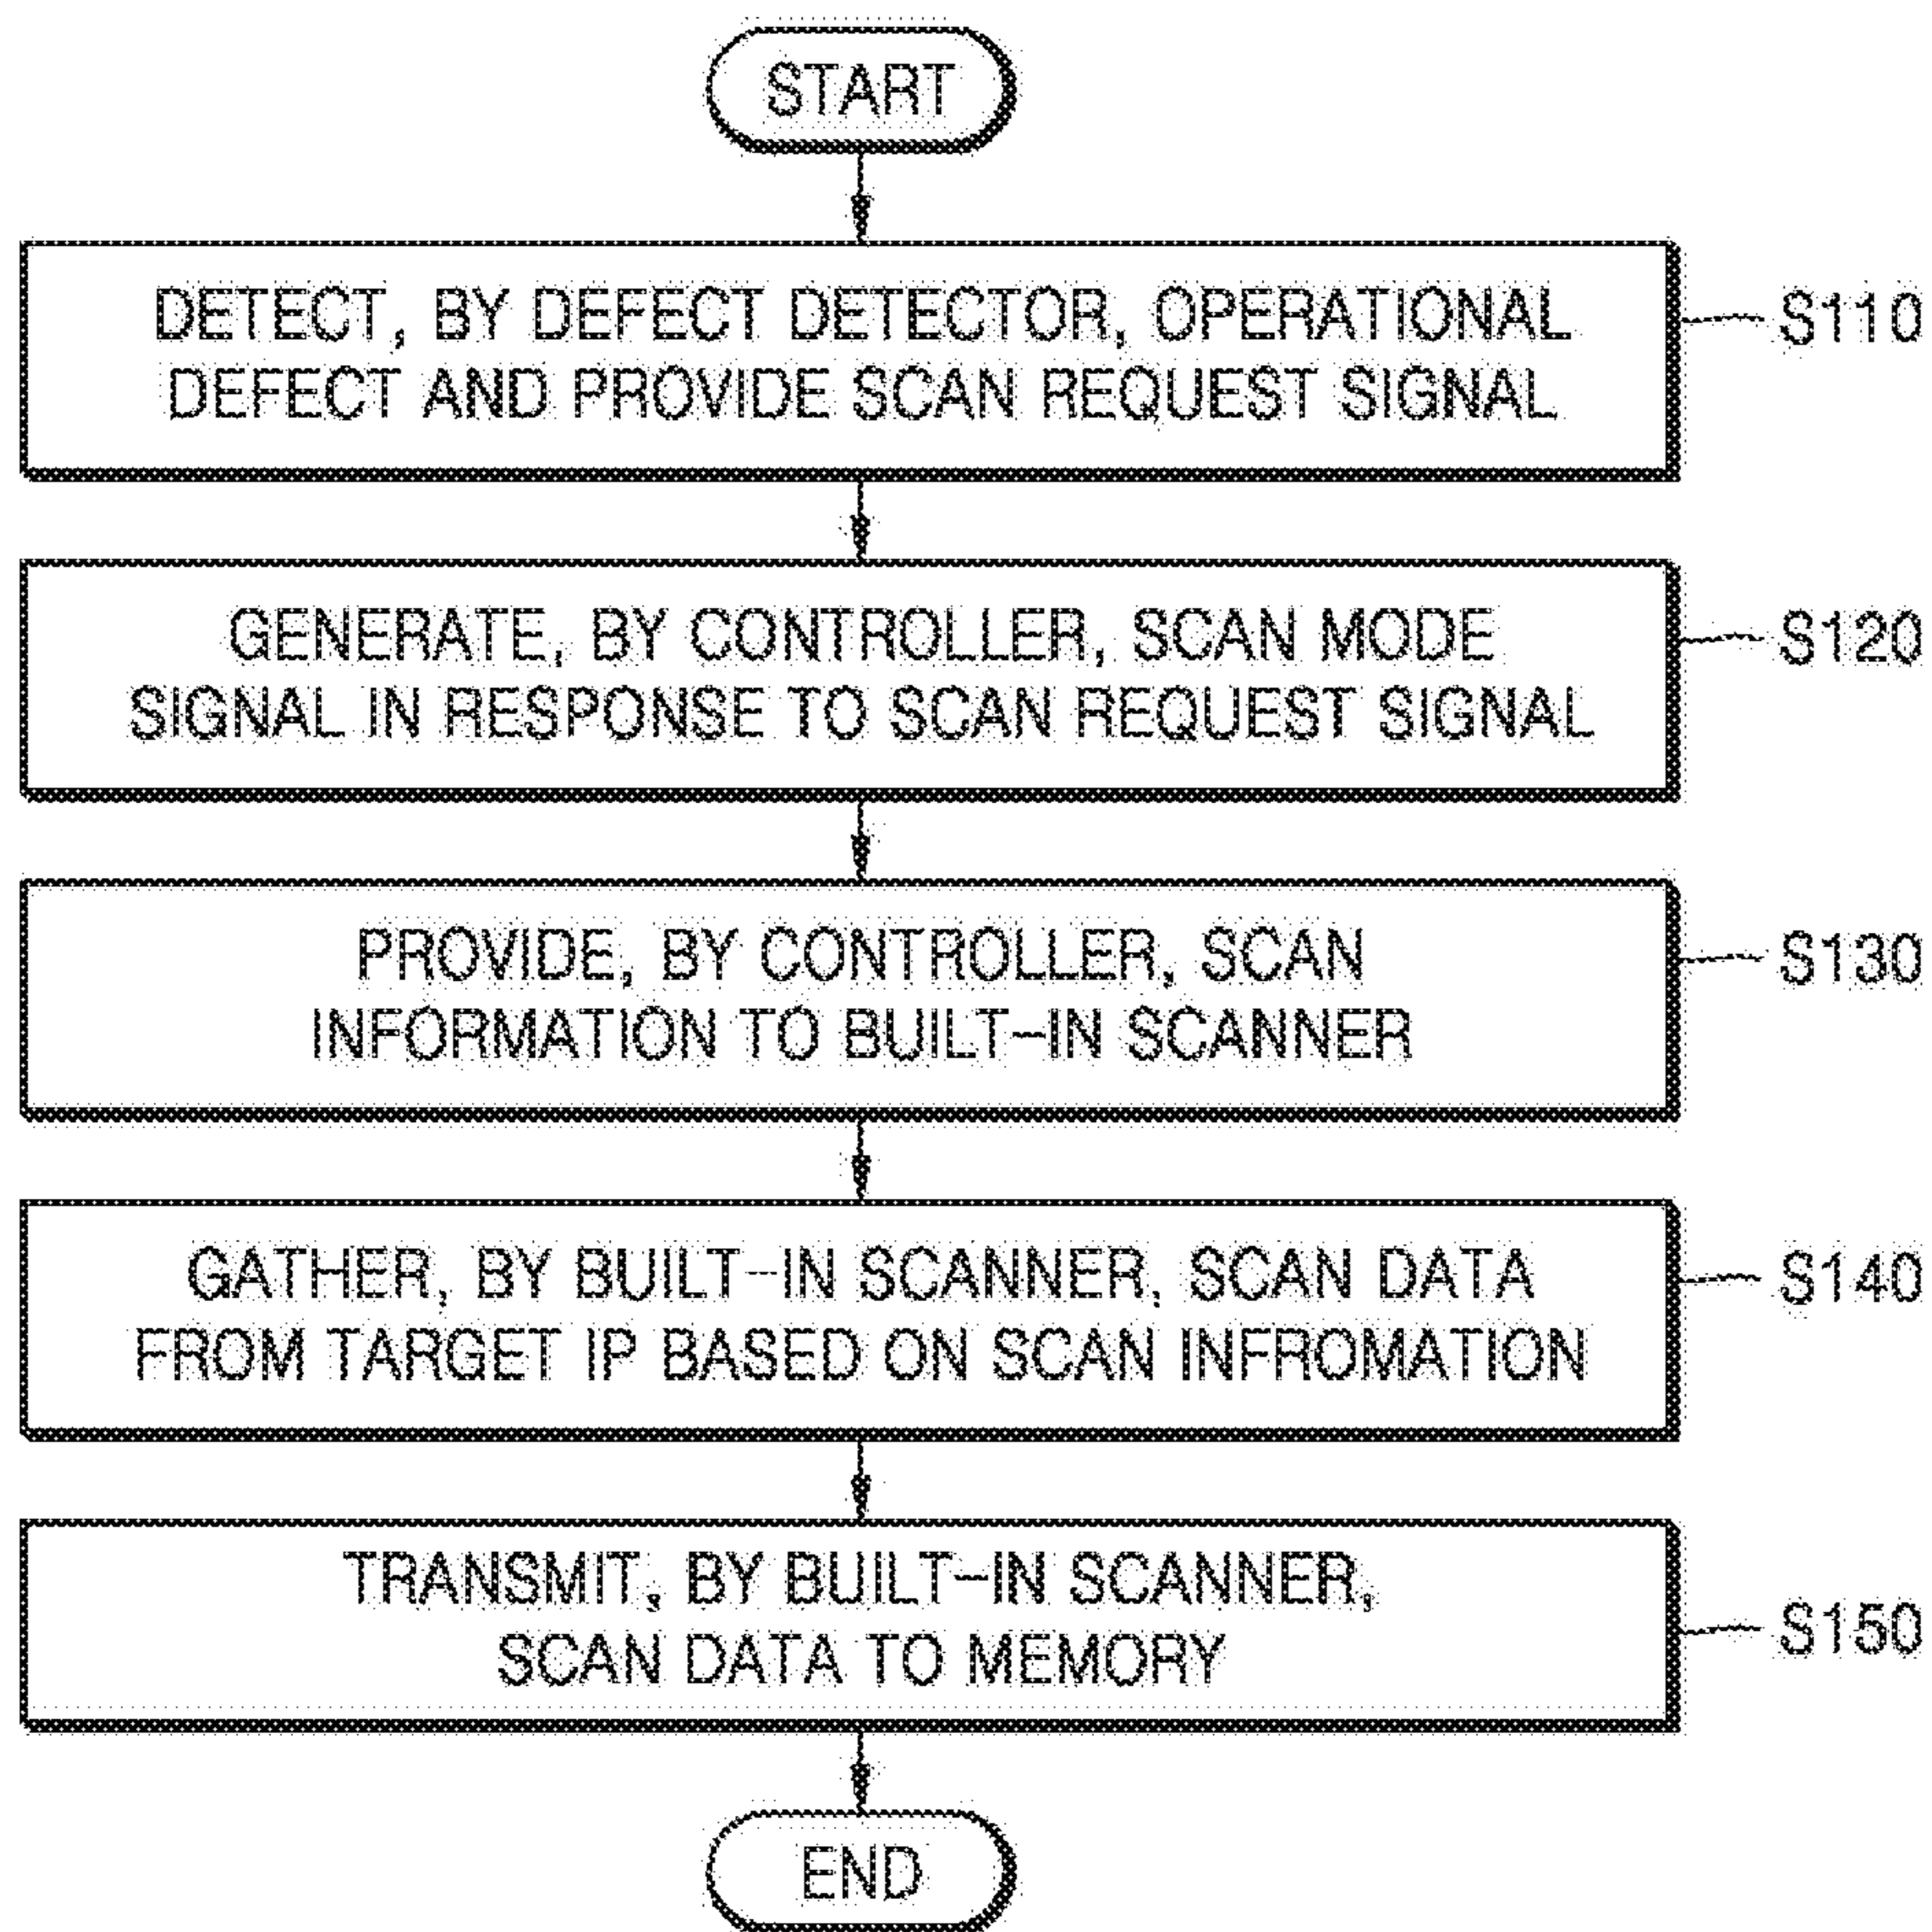 START
DETECT, BY DEFECT DETECTOR, OPERATIONAL
DEFECT AND PROVIDE SCAN REQUEST SIGNAL
S110
GENERATE, BY CONTROLLER, SCAN MODE
SIGNAL IN RESPONSE TO SCAN REQUEST SIGNAL
S120
PROVIDE, BY CONTROLLER, SCAN
INFORMATION TO BUILT-IN SCANNER
S130
GATHER, BY BUILT-IN SCANNER, SCAN DATA
FROM TARGET IP BASED ON SCAN INFROMATION
S140
TRANSMIT, BY BUILT-IN SCANNER,
SCAN DATA TO MEMORY
S150
END